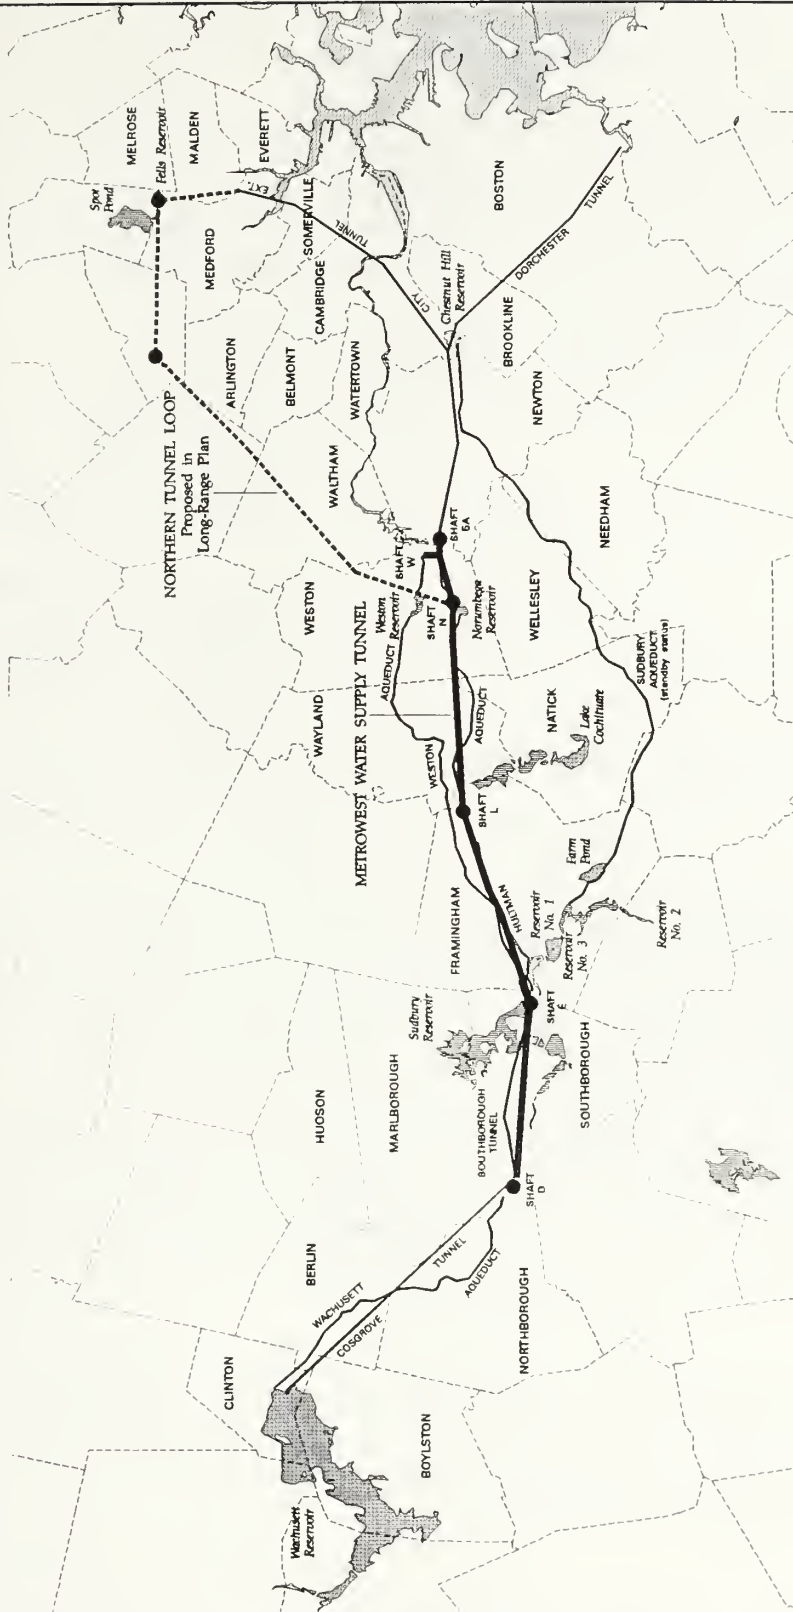 MELROSE
Fells Reservoir
MALDEN
EVERETT
Spot
Pond
MEDFORD
SOMERVILLE
EXT.
TUNNEL
CITY
CAMBRIDGE
BOSTON
DORCHESTER
TUNNEL
Chestnut Hill
Reservoir
BROOKLINE
NEWTON
ARLINGTON
BELMONT
WATERTOWN
WALTHAM
NORTHERN TUNNEL LOOP
Proposed in
Long-Range Plan
SHAFT
5A
SHAFT
W
SHAFT
N
Norumbega
Reservoir
Weston
Reservoir
WESTON
NEEDHAM
WELLESLEY
SUDBURY
AQUEDUCT
(standby status)
METROWEST WATER SUPPLY TUNNEL
WAYLAND
WESTON
AQUEDUCT
AQUEDUCT
NATICK
Lake
Cochituate
SHAFT
L
Farm
Pond
FRAMINGHAM
HULTMAN
Reservoir
No. 1
Reservoir
No. 3
Reservoir
No. 2
SHAFT
E
Sudbury
Reservoir
SOUTHBOROUGH
HUDSON
MARLBOROUGH
SOUTHBOROUGH
TUNNEL
SHAFT
D
BERLIN
WACHUSETT
AQUEDUCT
COSGROVE
TUNNEL
NORTHBOROUGH
CLINTON
BOYLSTON
Wachusett
Reservoir